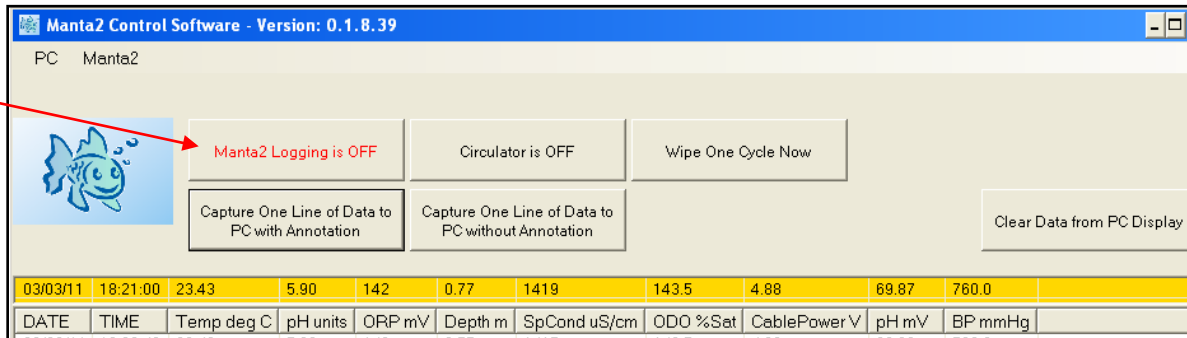 Manta2 Control Software - Version: 0.1.8.39
PC Manta2
Manta2 Logging is OFF
Circulator is OFF
Wipe One Cycle Now
Capture One Line of Data to
PC with Annotation
Capture One Line of Data to
PC without Annotation
Clear Data from PC Display
03/03/11 18:21:00 23.43 5.90 142 0.77 1419 143.5 4.88 69.87 760.0
DATE TIME Temp deg C pH units ORP mV Depth m SpCond uS/cm ODO %Sat CablePower V pH mV BP mmHg